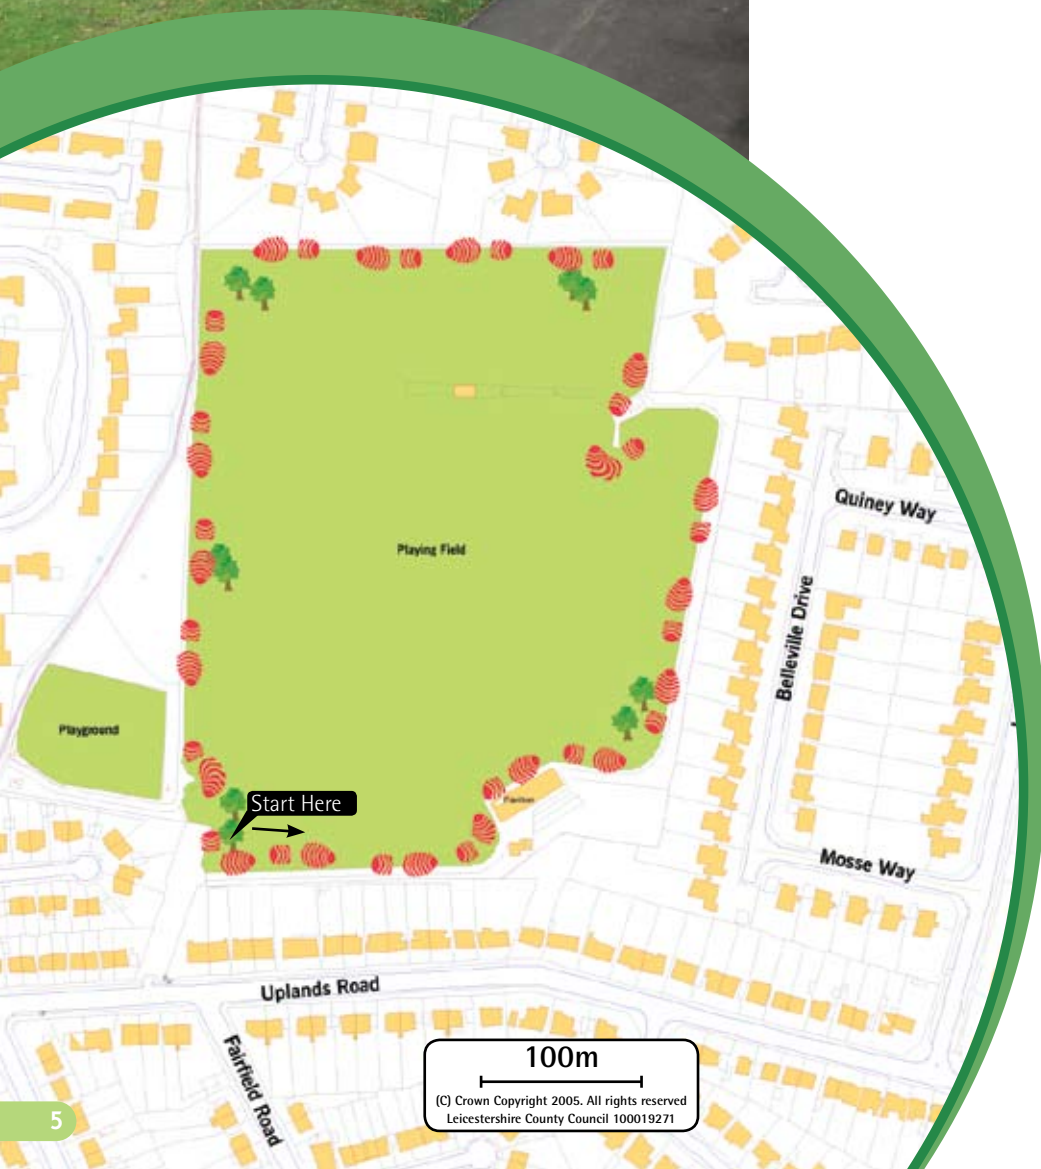 Quiney Way
Playing Field
Belleville Drive
Playground
Pavilion
Start Here
Mosse Way
Uplands Road
Fairfield Road
100m
(C) Crown Copyright 2005. All rights reserved
Leicestershire County Council 100019271
5